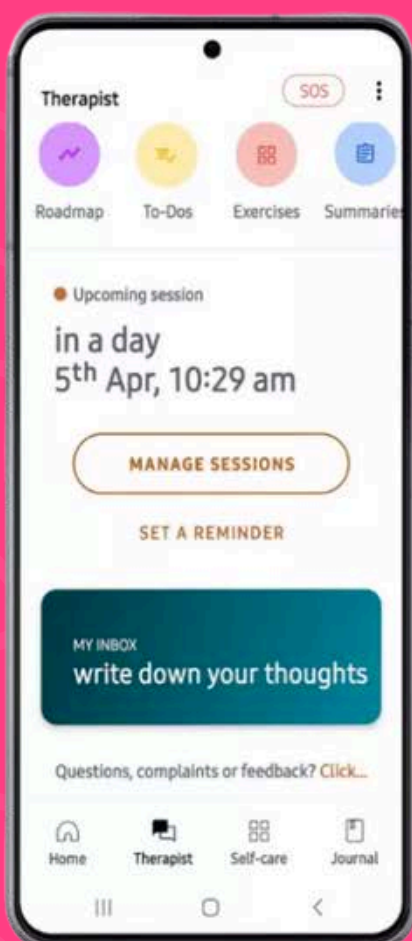 Therapist
SOS
Roadmap
To-Dos
Exercises
Summaries
Upcoming session
in a day
5th Apr, 10:29 am
MANAGE SESSIONS
SET A REMINDER
MY INBOX
write down your thoughts
Questions, complaints or feedback? Click...
Home
Therapist
Self-care
Journal